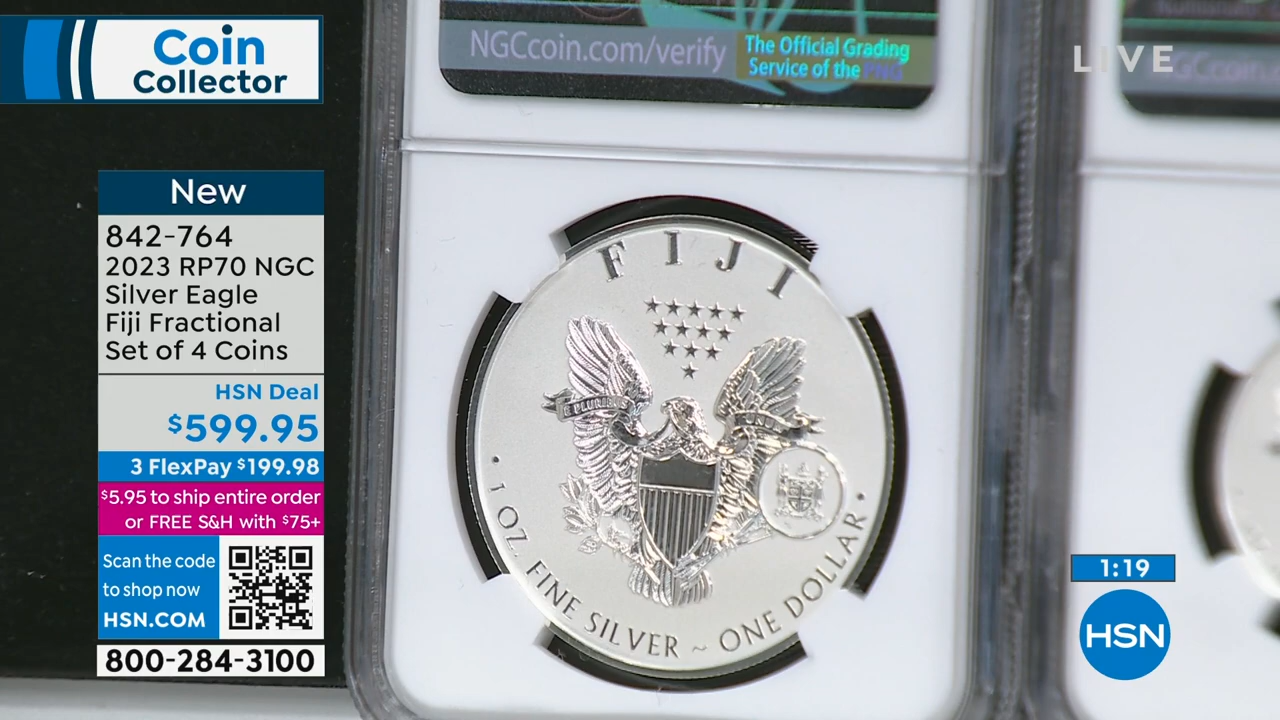 Coin
Collector
New
842-764
2023 RP70 NGC
Silver Eagle
Fiji Fractional
Set of 4 Coins
HSN Deal
$599.95
3 FlexPay $199.98
$5.95 to ship entire order
or FREE S&H with $75+
Scan the code
to shop now
HSN.COM
800-284-3100
NGCcoin.com/verify
The Official Grading
Service of the PNG
LIVE
FIJI
E PLURIBUS
• 1 OZ. FINE SILVER ~ ONE DOLLAR •
1:19
HSN